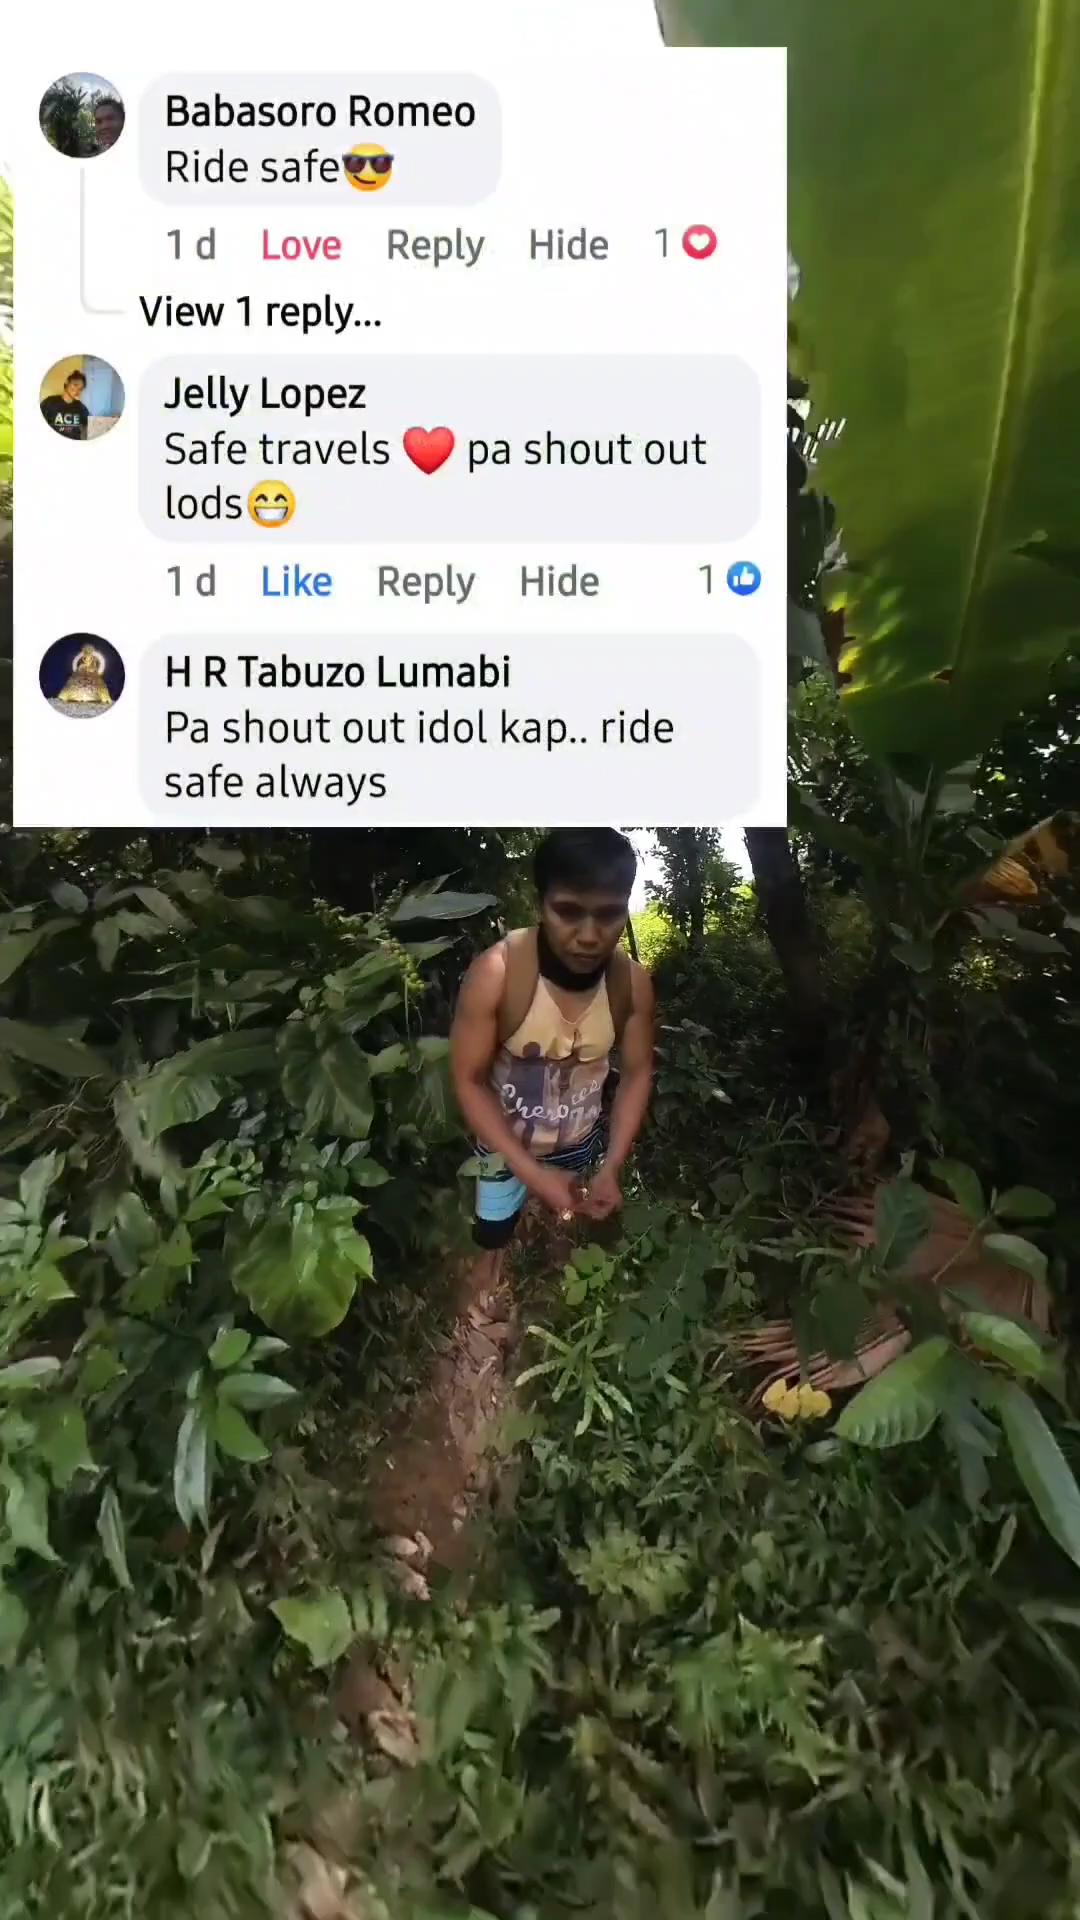 Babasoro Romeo
Ride safe😎
1 d Love Reply Hide 1
View 1 reply...
ACE
Jelly Lopez
Safe travels ❤️ pa shout out
lods😁
1 d Like Reply Hide 1
H R Tabuzo Lumabi
Pa shout out idol kap.. ride
safe always